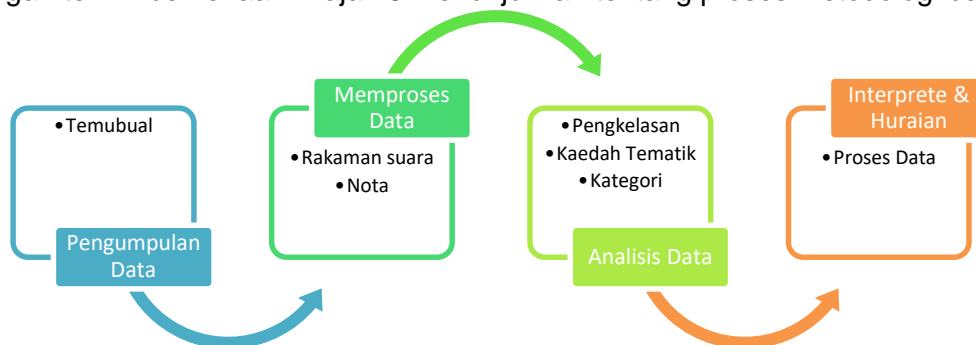 • Temubual
Pengumpulan
Data
Memproses
Data
• Rakaman suara
• Nota
• Pengkelasan
• Kaedah Tematik
• Kategori
Analisis Data
Interprete &
Huraian
• Proses Data